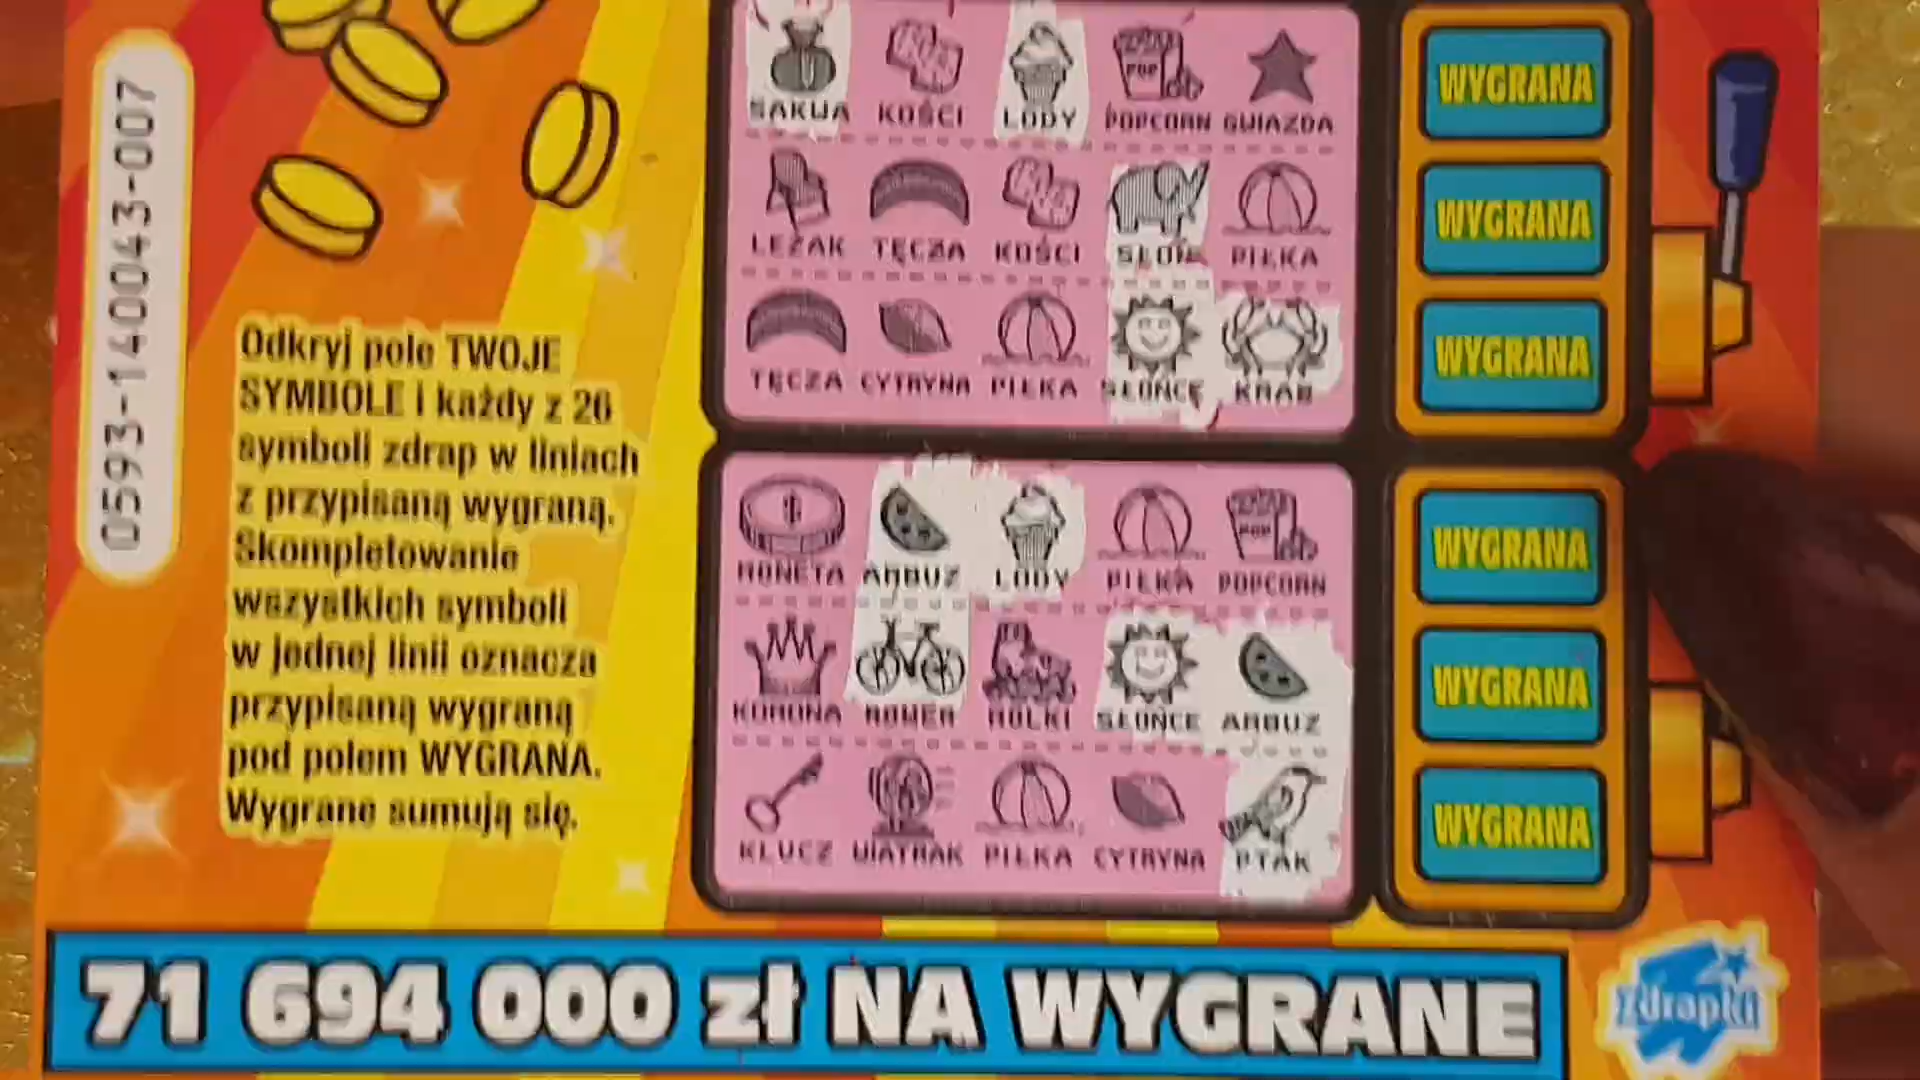 0593-140043-007
SAKWA KOŚCI LODY POPCORN GWIAZDA
POP
LEŻAK TĘCZA KOŚCI SŁOŃ PIŁKA
TĘCZA CYTRYNA PIŁKA SŁOŃCE KRAB
WYGRANA
WYGRANA
WYGRANA
Odkryj pole TWOJE
SYMBOLE i każdy z 26
symboli zdrap w liniach
z przypisaną wygraną.
Skompletowanie
wszystkich symboli
w jednej linii oznacza
przypisaną wygraną
pod polem WYGRANA.
Wygrane sumują się.
MONETA ARBUZ LODY PIŁKA POPCORN
POP
KORONA ROWER ROLKI SŁOŃCE ARBUZ
KLUCZ WIATRAK PIŁKA CYTRYNA PTAK
WYGRANA
WYGRANA
WYGRANA
71 694 000 zł NA WYGRANE
Zdrapki